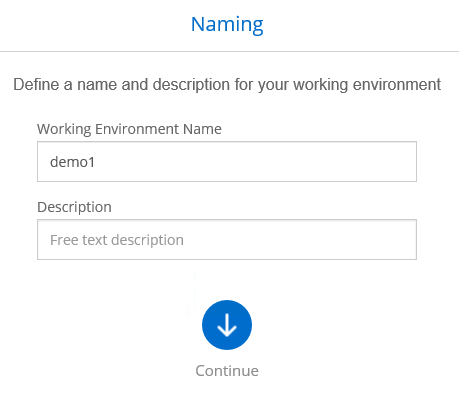 Naming
Define a name and description for your working environment
Working Environment Name
demo1
Description
Free text description
Continue